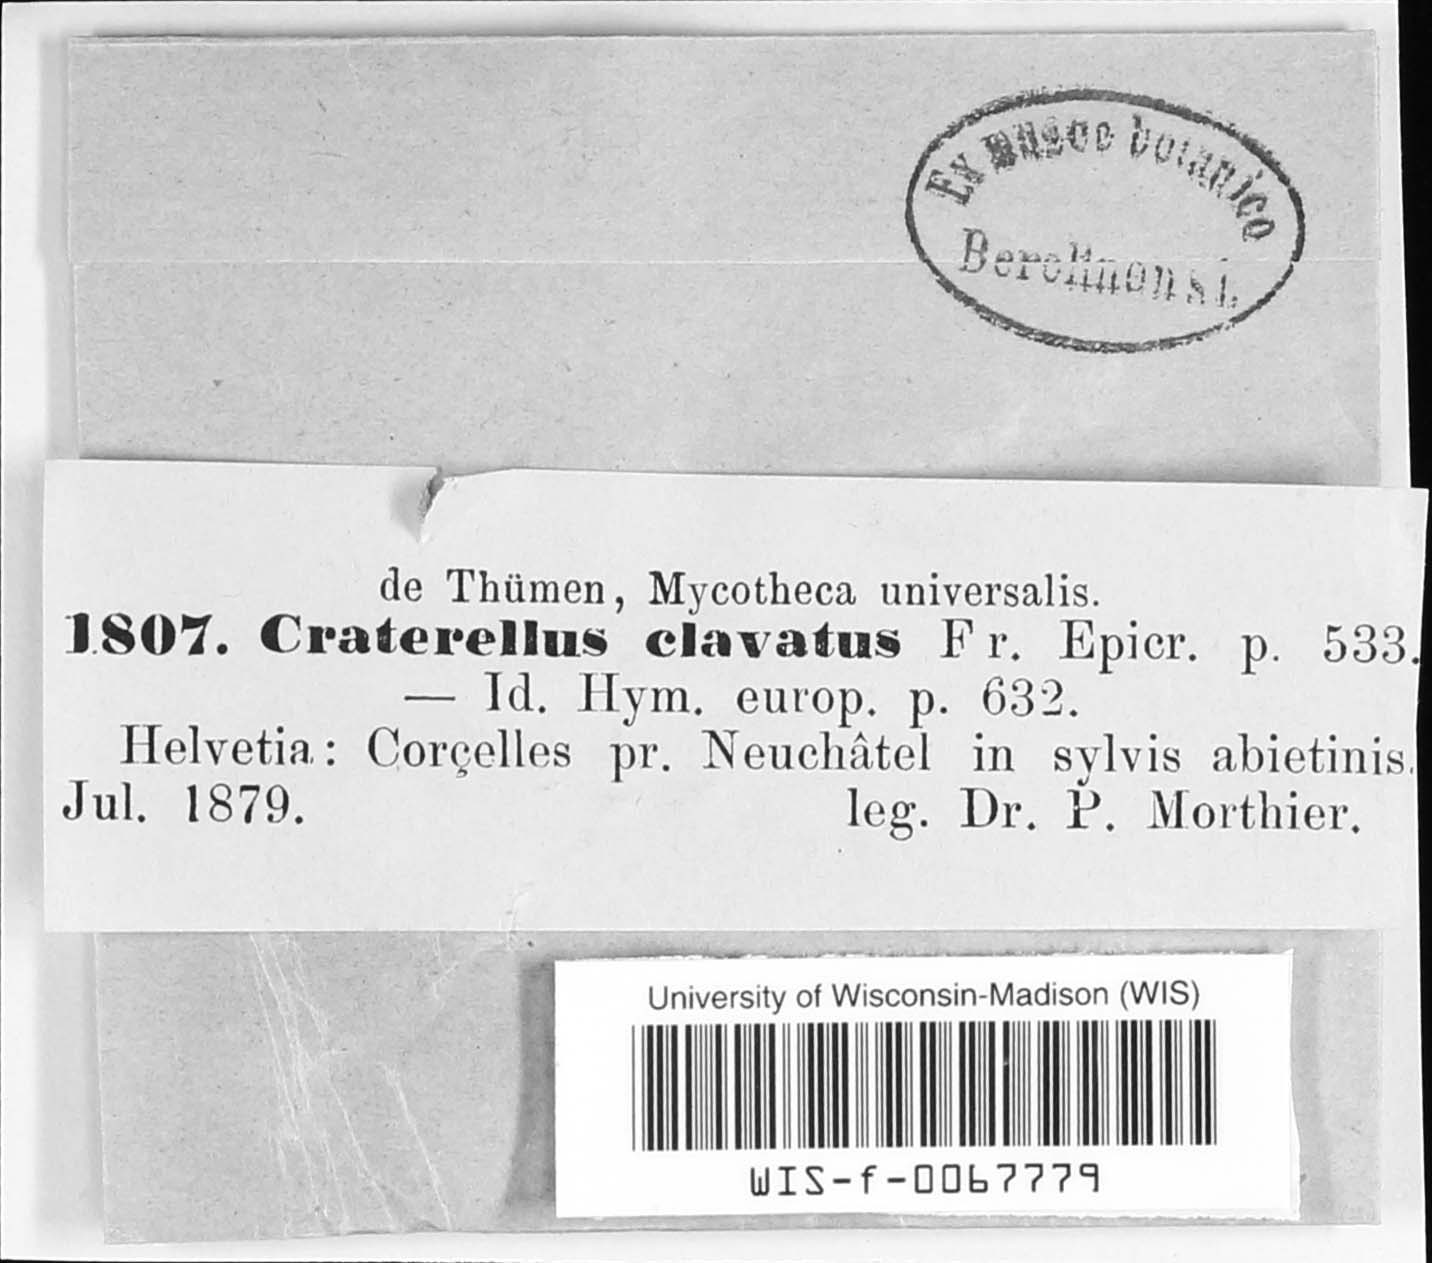 Ex Museo botanico
Berolinensi.
de Thümen, Mycotheca universalis.
1807. Craterellus clavatus Fr. Epicr. p. 533.
— Id. Hym. europ. p. 632.
Helvetia: Corçelles pr. Neuchâtel in sylvis abietinis.
Jul. 1879. leg. Dr. P. Morthier.
University of Wisconsin-Madison (WIS)
WIS-f-0067779